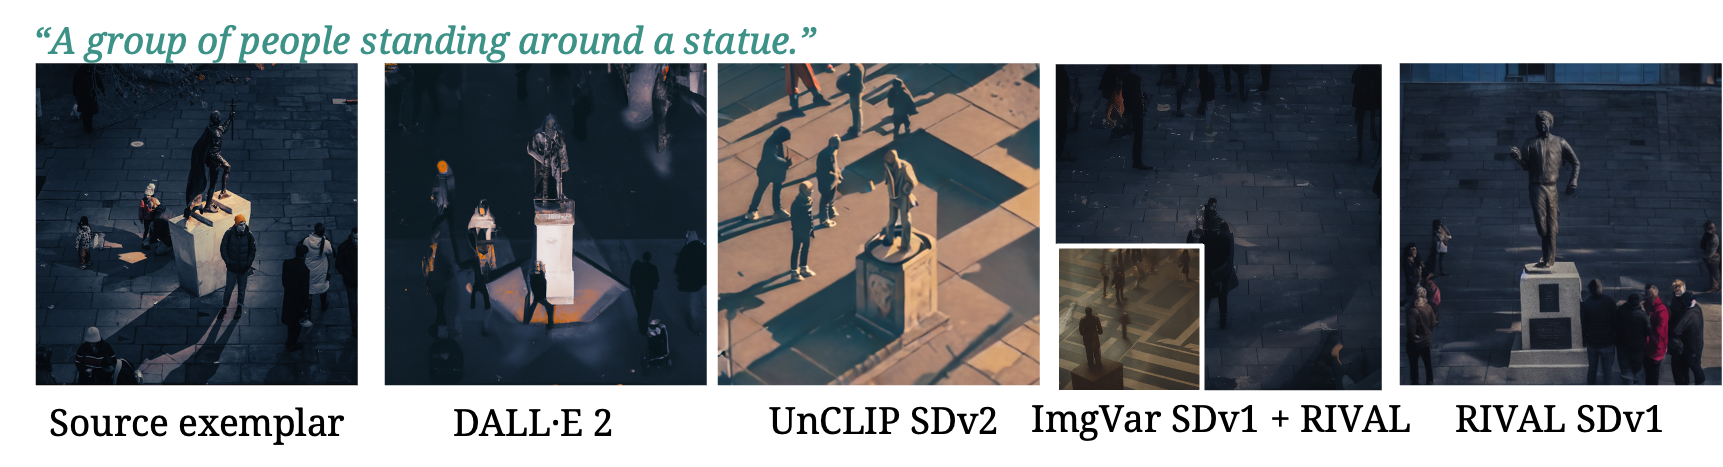 “A group of people standing around a statue.”
Source exemplar
DALL·E 2
UnCLIP SDv2
ImgVar SDv1 + RIVAL
RIVAL SDv1